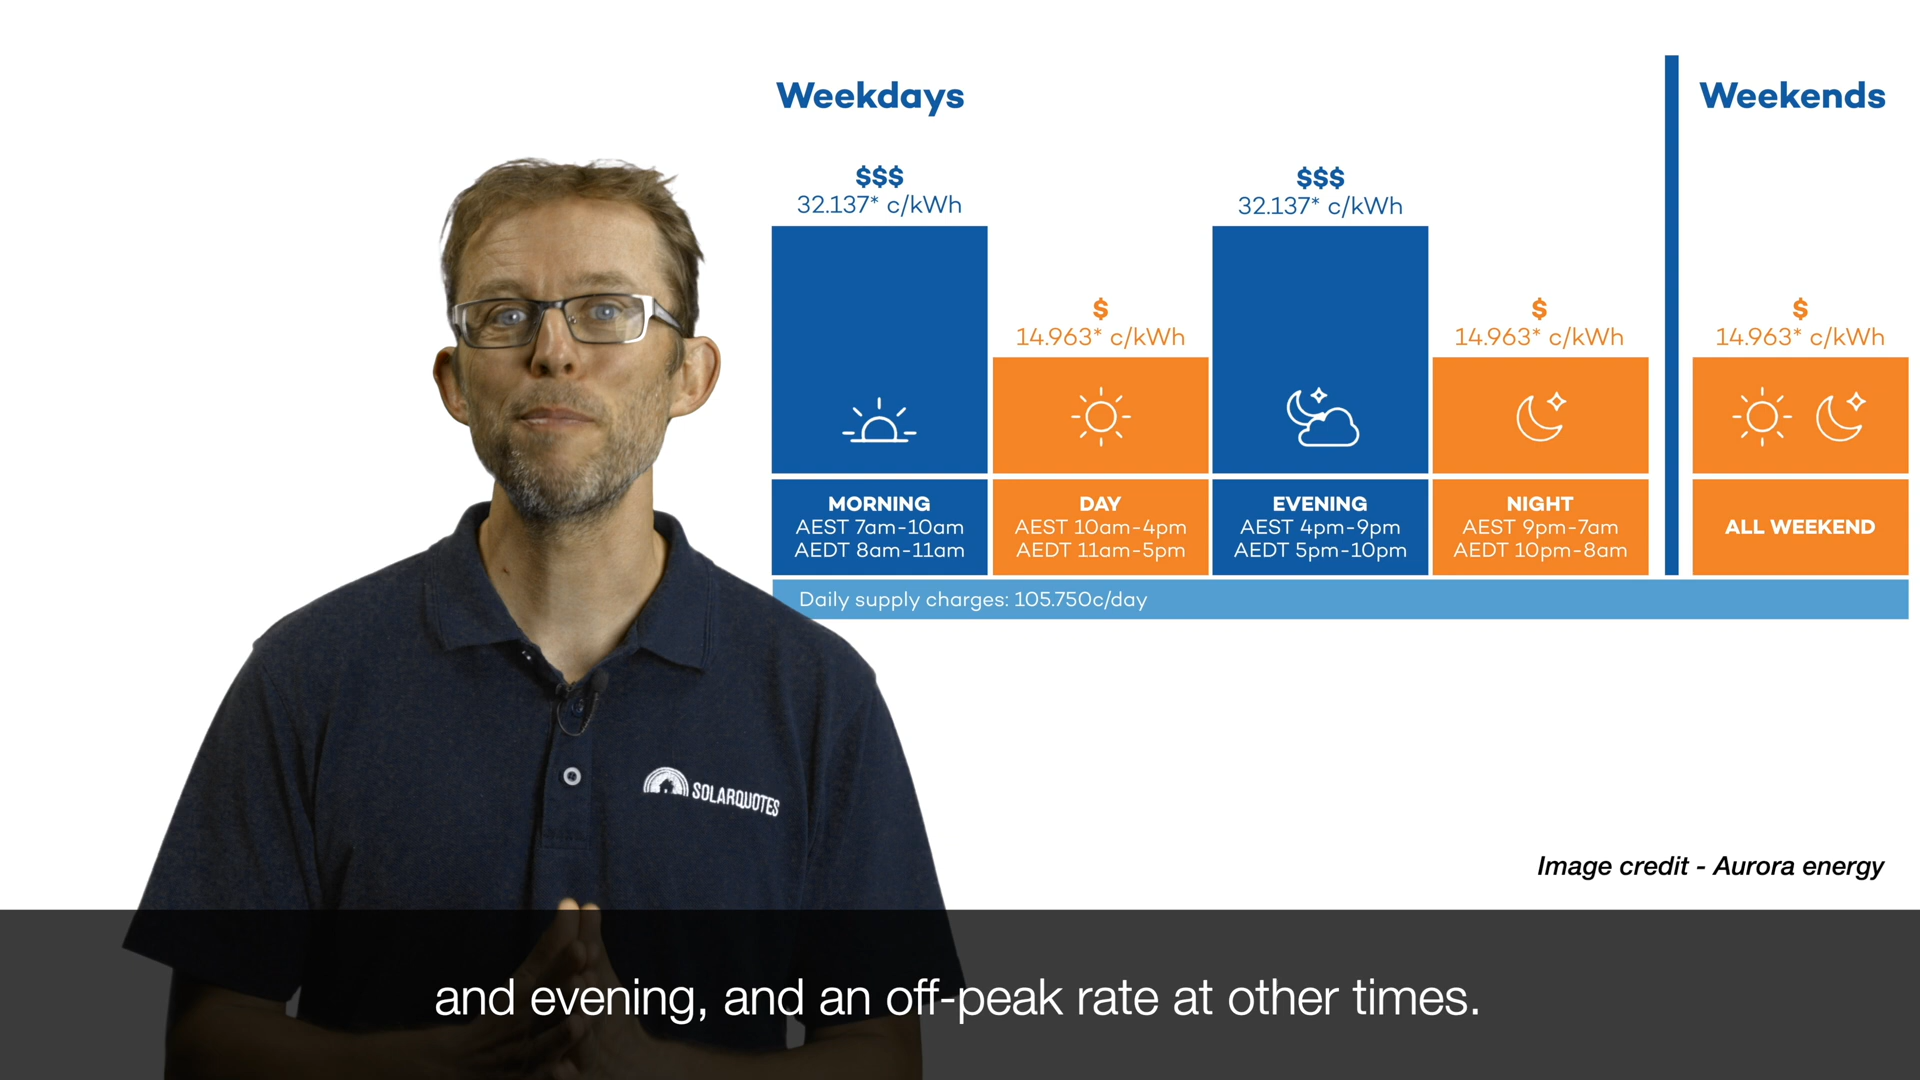 Weekdays
Weekends
$$$
32.137* c/kWh
$
14.963* c/kWh
$$$
32.137* c/kWh
$
14.963* c/kWh
$
14.963* c/kWh
MORNING
AEST 7am-10am
AEDT 8am-11am
DAY
AEST 10am-4pm
AEDT 11am-5pm
EVENING
AEST 4pm-9pm
AEDT 5pm-10pm
NIGHT
AEST 9pm-7am
AEDT 10pm-8am
ALL WEEKEND
Daily supply charges: 105.750c/day
SOLARQUOTES
Image credit - Aurora energy
and evening, and an off-peak rate at other times.